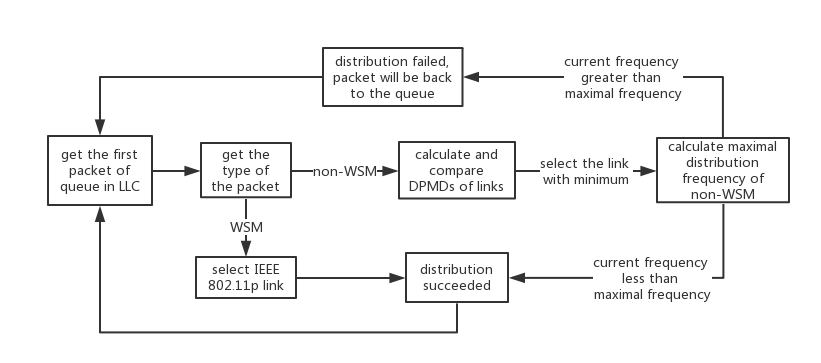 distribution failed,
packet will be back
to the queue
current frequency
greater than
maximal frequency
get the first
packet of
queue in LLC
get the
type of
the packet
non-WSM
calculate and
compare
DPMDs of links
select the link
with minimum
calculate maximal
distribution
frequency of
non-WSM
WSM
select IEEE
802.11p link
distribution
succeeded
current frequency
less than
maximal frequency